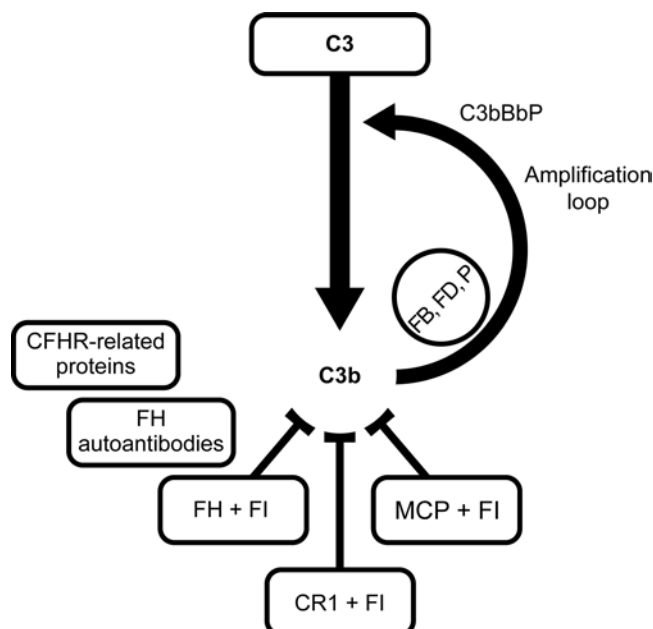 C3
C3bBbP
Amplification
loop
FB, FD, P
CFHR-related
proteins
C3b
FH
autoantibodies
FH + FI
MCP + FI
CR1 + FI